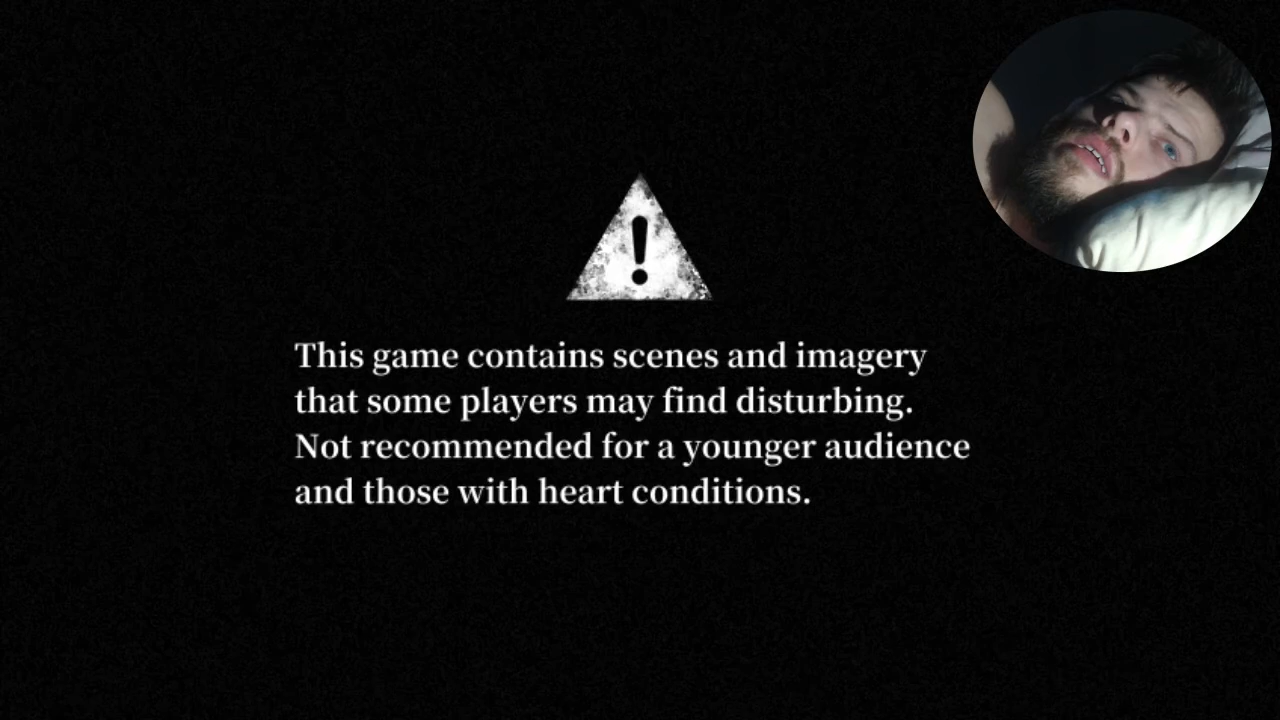 !
This game contains scenes and imagery
that some players may find disturbing.
Not recommended for a younger audience
and those with heart conditions.